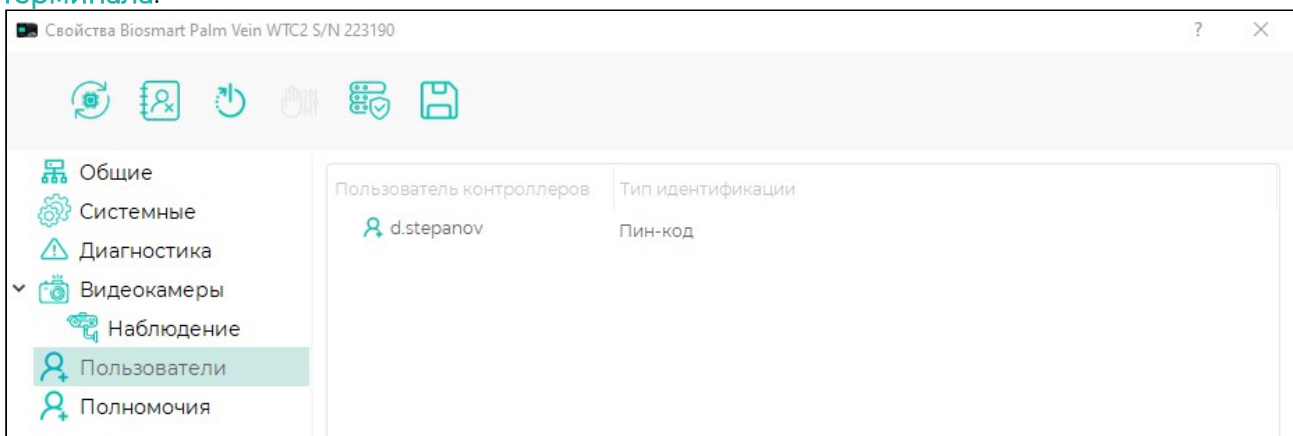 терминала.
Свойства Biosmart Palm Vein WTC2 S/N 223190
Общие
Системные
Диагностика
Видеокамеры
Наблюдение
Пользователи
Полномочия
Пользователь контроллеров Тип идентификации
d.stepanov Пин-код